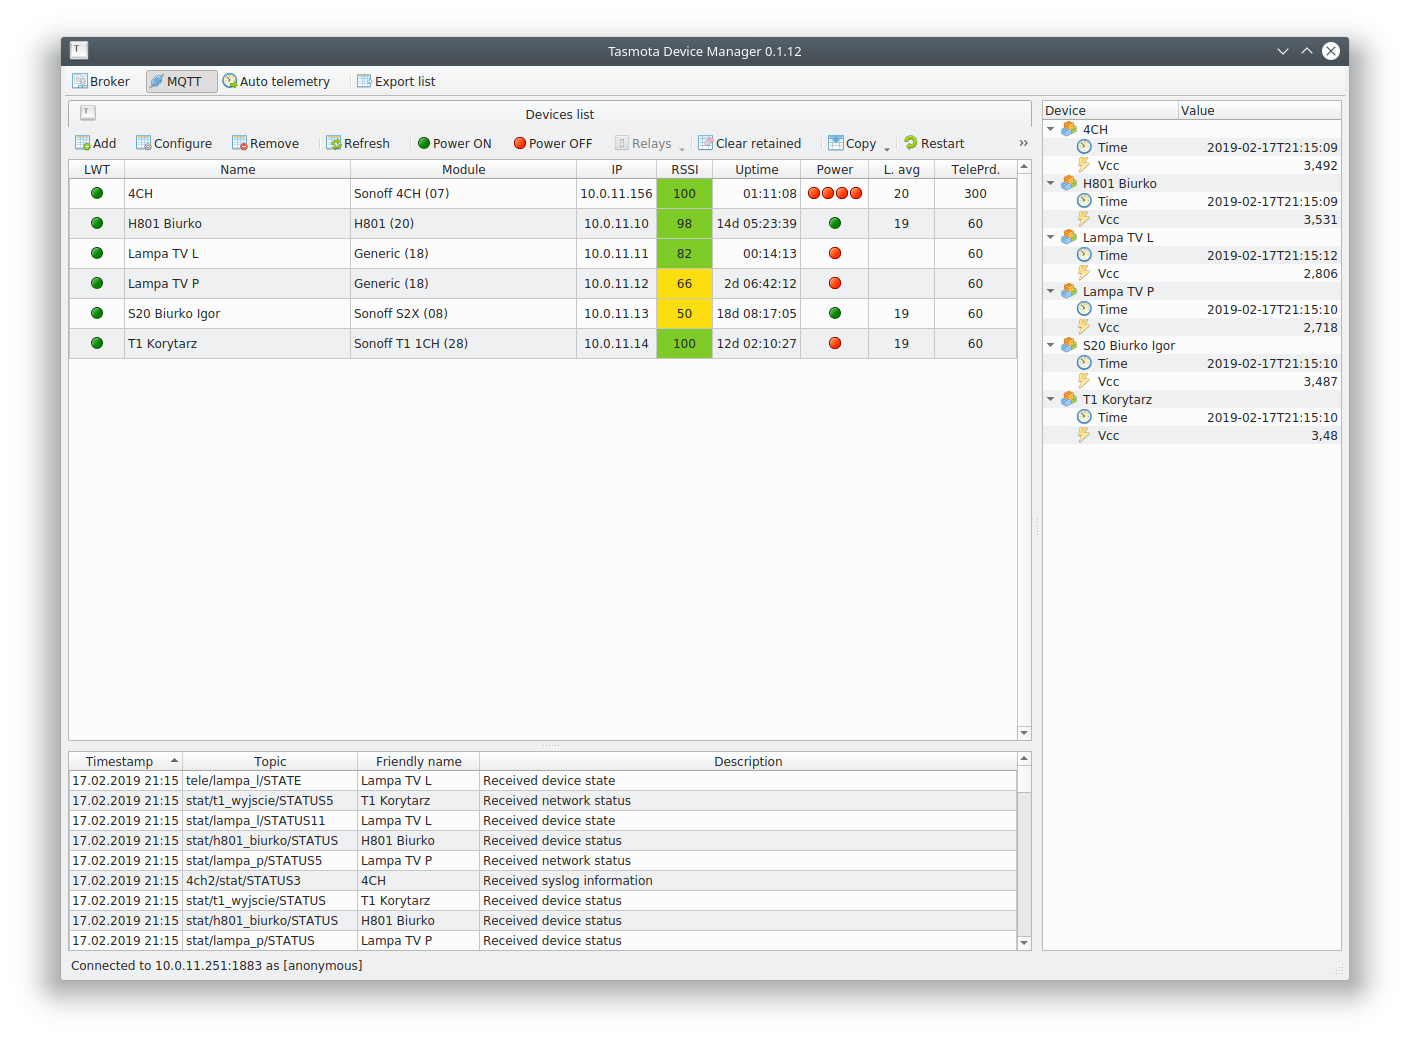 Tasmota Device Manager 0.1.12
Broker MQTT Auto telemetry Export list
Devices list
Add Configure Remove Refresh Power ON Power OFF Relays Clear retained Copy Restart »
LWT Name Module IP RSSI Uptime Power L. avg TelePrd.
4CH Sonoff 4CH (07) 10.0.11.156 100 01:11:08 20 300
H801 Biurko H801 (20) 10.0.11.10 98 14d 05:23:39 19 60
Lampa TV L Generic (18) 10.0.11.11 82 00:14:13 60
Lampa TV P Generic (18) 10.0.11.12 66 2d 06:42:12 60
S20 Biurko Igor Sonoff S2X (08) 10.0.11.13 50 18d 08:17:05 19 60
T1 Korytarz Sonoff T1 1CH (28) 10.0.11.14 100 12d 02:10:27 19 60
Timestamp Topic Friendly name Description
17.02.2019 21:15 tele/lampa_l/STATE Lampa TV L Received device state
17.02.2019 21:15 stat/t1_wyjscie/STATUS5 T1 Korytarz Received network status
17.02.2019 21:15 stat/lampa_l/STATUS11 Lampa TV L Received device state
17.02.2019 21:15 stat/h801_biurko/STATUS H801 Biurko Received device status
17.02.2019 21:15 stat/lampa_p/STATUS5 Lampa TV P Received network status
17.02.2019 21:15 4ch2/stat/STATUS3 4CH Received syslog information
17.02.2019 21:15 stat/t1_wyjscie/STATUS T1 Korytarz Received device status
17.02.2019 21:15 stat/h801_biurko/STATUS H801 Biurko Received device status
17.02.2019 21:15 stat/lampa_p/STATUS Lampa TV P Received device status
Connected to 10.0.11.251:1883 as [anonymous]
Device Value
4CH
Time 2019-02-17T21:15:09
Vcc 3,492
H801 Biurko
Time 2019-02-17T21:15:09
Vcc 3,531
Lampa TV L
Time 2019-02-17T21:15:12
Vcc 2,806
Lampa TV P
Time 2019-02-17T21:15:10
Vcc 2,718
S20 Biurko Igor
Time 2019-02-17T21:15:10
Vcc 3,487
T1 Korytarz
Time 2019-02-17T21:15:10
Vcc 3,48